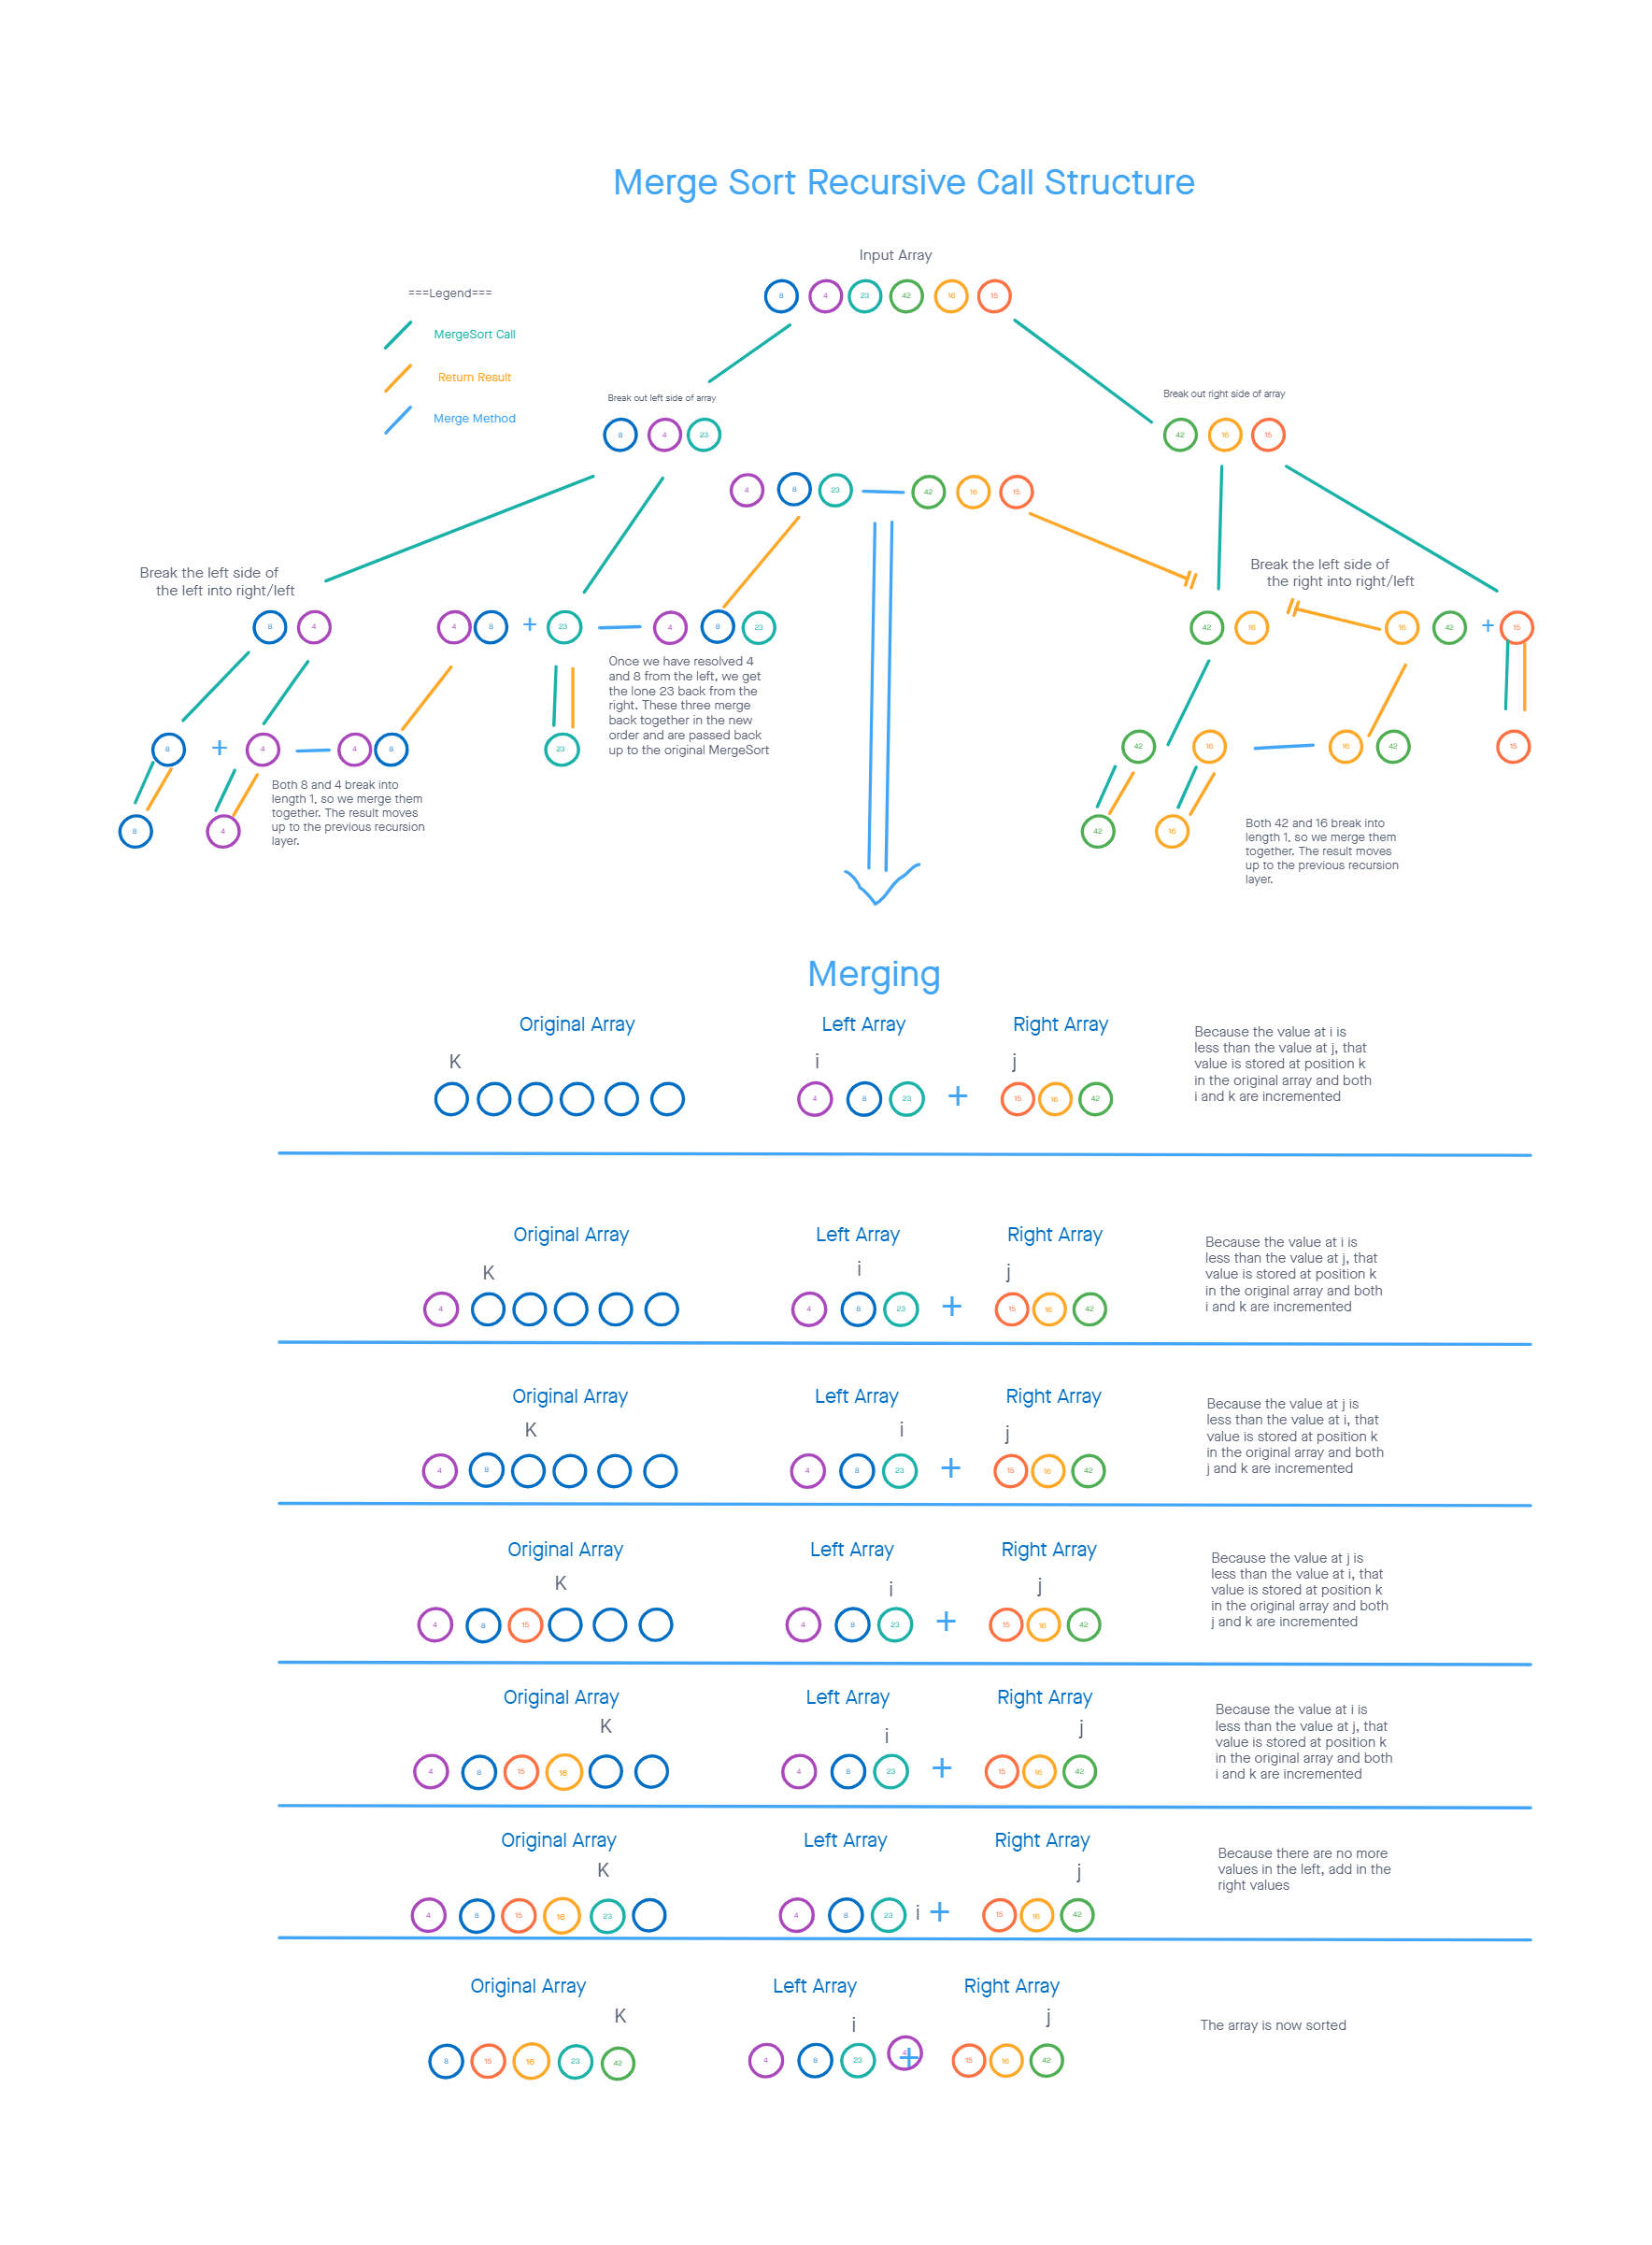 Merge Sort Recursive Call Structure
Input Array
8 4 23 42 16 15
===Legend===
MergeSort Call
Return Result
Merge Method
Break out left side of array
8 4 23
Break out right side of array
42 16 15
4 8 23 42 16 15
Break the left side of
the left into right/left
8 4
4 8 + 23 4 8 23
Break the left side of
the right into right/left
42 16
16 42 + 15
Once we have resolved 4
and 8 from the left, we get
the lone 23 back from the
right. These three merge
back together in the new
order and are passed back
up to the original MergeSort
8 + 4 4 8
23
42 16 16 42
15
8 4
Both 8 and 4 break into
length 1, so we merge them
together. The result moves
up to the previous recursion
layer.
42 16
Both 42 and 16 break into
length 1, so we merge them
together. The result moves
up to the previous recursion
layer.
Merging
Original Array Left Array Right Array
K i j
4 8 23 + 15 16 42
Because the value at i is
less than the value at j, that
value is stored at position k
in the original array and both
i and k are incremented
Original Array Left Array Right Array
K i j
4 4 8 23 + 15 16 42
Because the value at i is
less than the value at j, that
value is stored at position k
in the original array and both
i and k are incremented
Original Array Left Array Right Array
K i j
4 8 4 8 23 + 15 16 42
Because the value at j is
less than the value at i, that
value is stored at position k
in the original array and both
j and k are incremented
Original Array Left Array Right Array
K i j
4 8 15 4 8 23 + 15 16 42
Because the value at j is
less than the value at i, that
value is stored at position k
in the original array and both
j and k are incremented
Original Array Left Array Right Array
K i j
4 8 15 16 4 8 23 + 15 16 42
Because the value at i is
less than the value at j, that
value is stored at position k
in the original array and both
i and k are incremented
Original Array Left Array Right Array
K j
4 8 15 16 23 4 8 23 i + 15 16 42
Because there are no more
values in the left, add in the
right values
Original Array Left Array Right Array
K i j
8 15 16 23 42 4 8 23 4 + 15 16 42
The array is now sorted